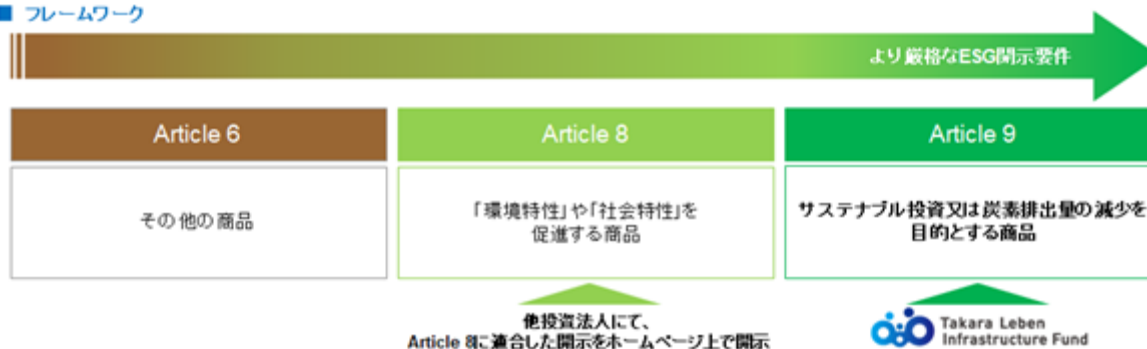 フレームワーク
より厳格なESG開示要件
Article 6
Article 8
Article 9
その他の商品
「環境特性」や「社会特性」を
促進する商品
サステナブル投資又は炭素排出量の減少を
目的とする商品
他投資法人にて、
Article 8に適合した開示をホームページ上で開示
Takara Leben
Infrastructure Fund